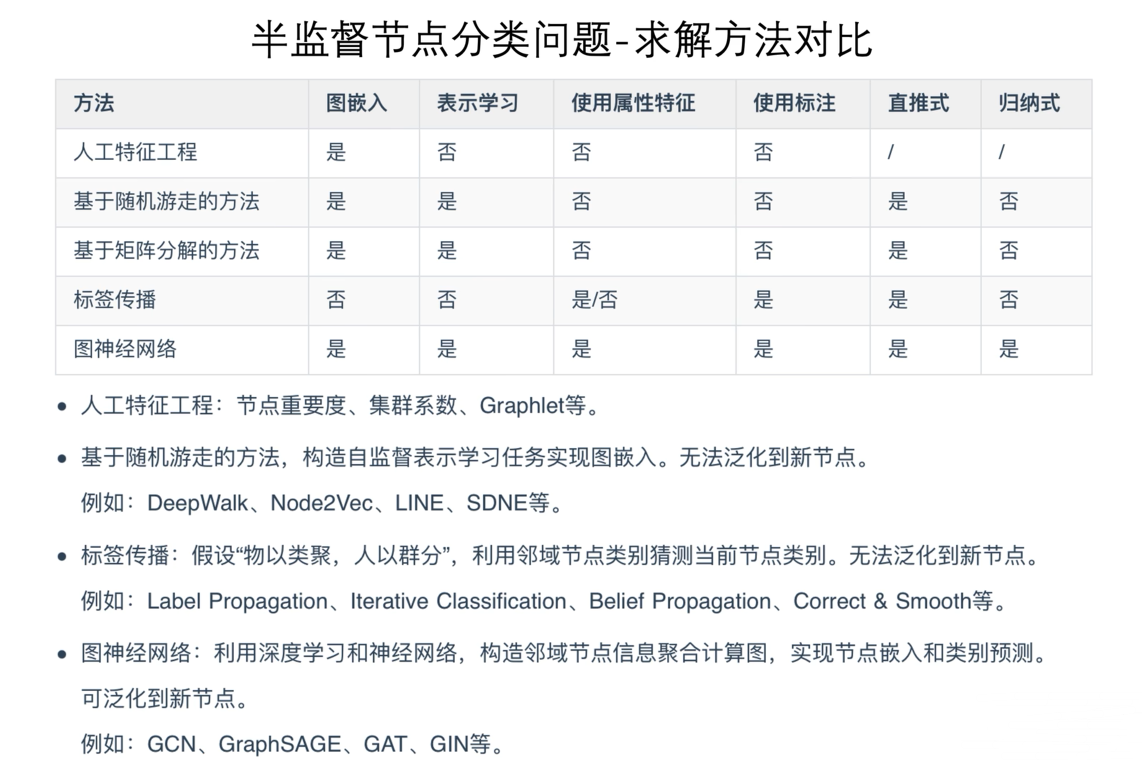 半监督节点分类问题-求解方法对比
方法 图嵌入 表示学习 使用属性特征 使用标注 直推式 归纳式
人工特征工程 是 否 否 否 / /
基于随机游走的方法 是 是 否 否 是 否
基于矩阵分解的方法 是 是 否 否 是 否
标签传播 否 否 是/否 是 是 否
图神经网络 是 是 是 是 是 是
• 人工特征工程：节点重要度、集群系数、Graphlet等。
• 基于随机游走的方法，构造自监督表示学习任务实现图嵌入。无法泛化到新节点。
例如：DeepWalk、Node2Vec、LINE、SDNE等。
• 标签传播：假设“物以类聚，人以群分”，利用邻域节点类别猜测当前节点类别。无法泛化到新节点。
例如：Label Propagation、Iterative Classification、Belief Propagation、Correct & Smooth等。
• 图神经网络：利用深度学习和神经网络，构造邻域节点信息聚合计算图，实现节点嵌入和类别预测。
可泛化到新节点。
例如：GCN、GraphSAGE、GAT、GIN等。